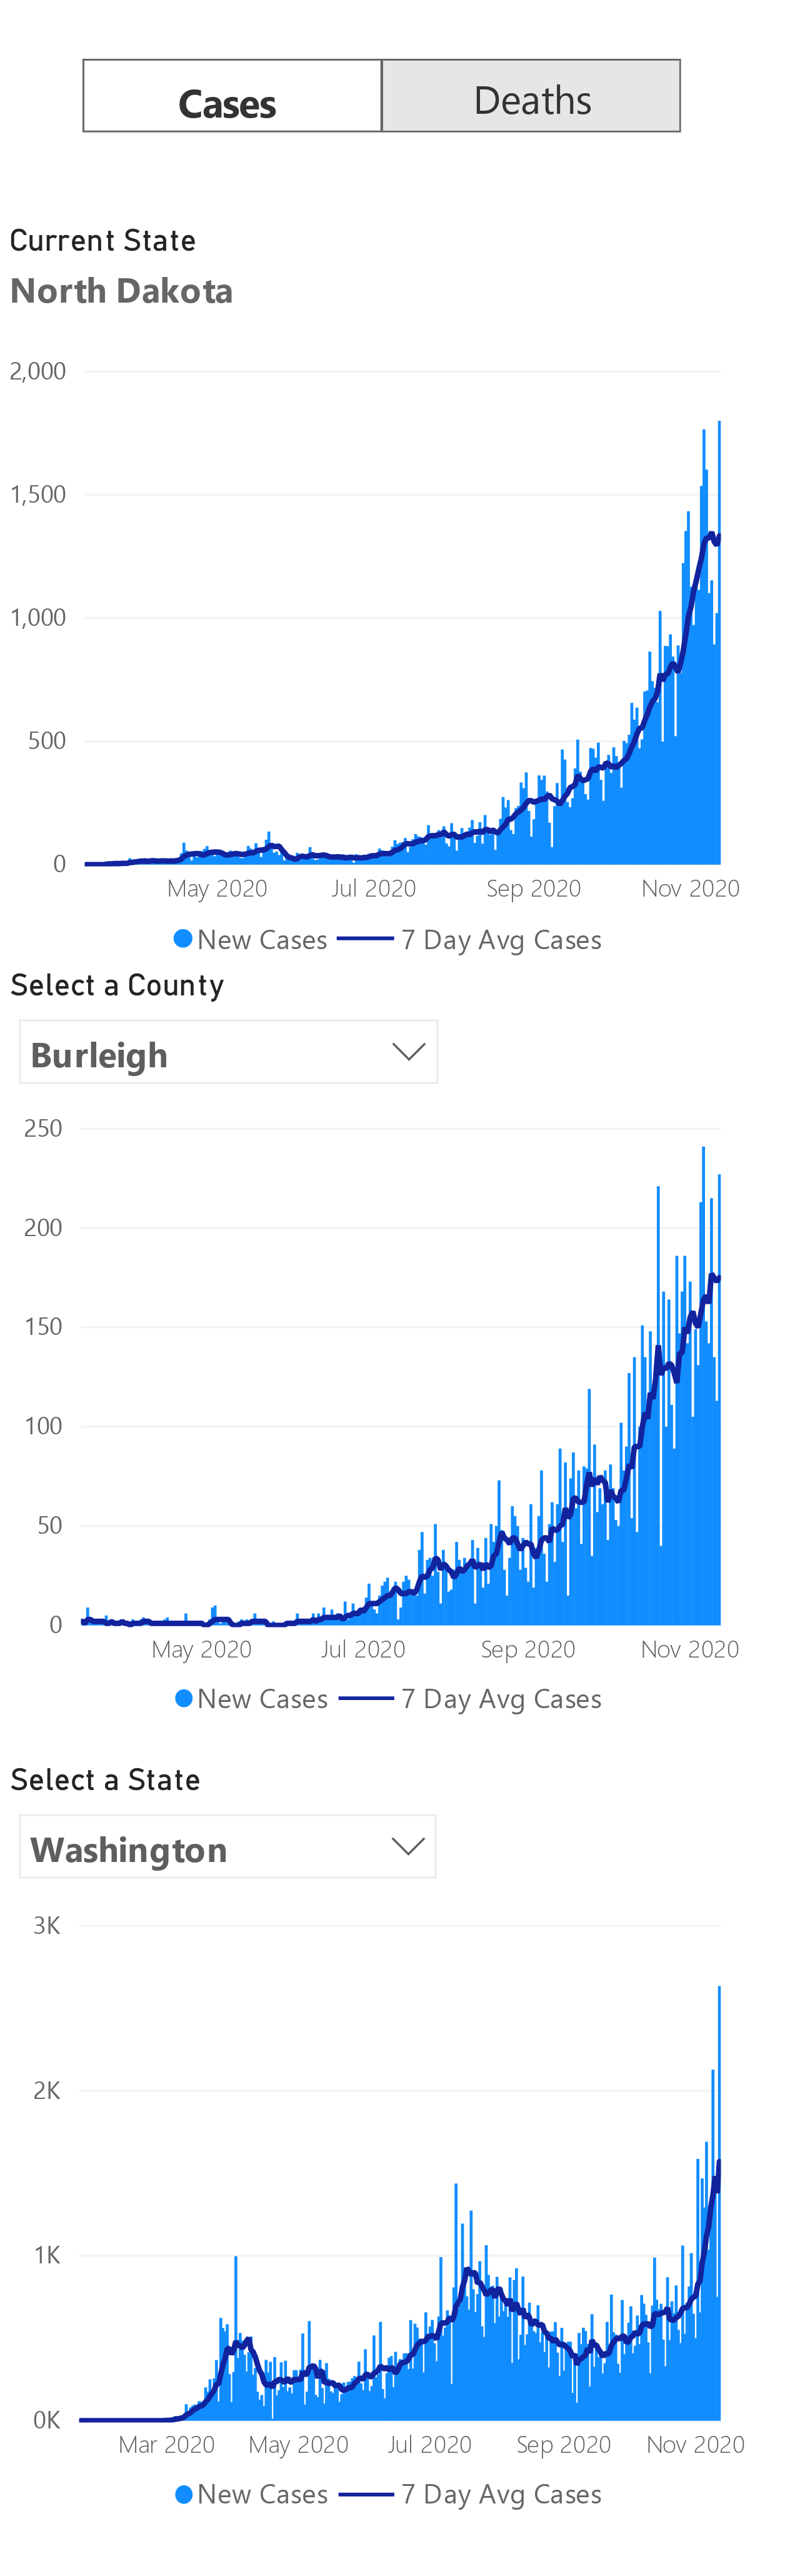 Cases Deaths
Current State
North Dakota
2,000
1,500
1,000
500
0
May 2020 Jul 2020 Sep 2020 Nov 2020
New Cases 7 Day Avg Cases
Select a County
Burleigh
250
200
150
100
50
0
May 2020 Jul 2020 Sep 2020 Nov 2020
New Cases 7 Day Avg Cases
Select a State
Washington
3K
2K
1K
0K
Mar 2020 May 2020 Jul 2020 Sep 2020 Nov 2020
New Cases 7 Day Avg Cases